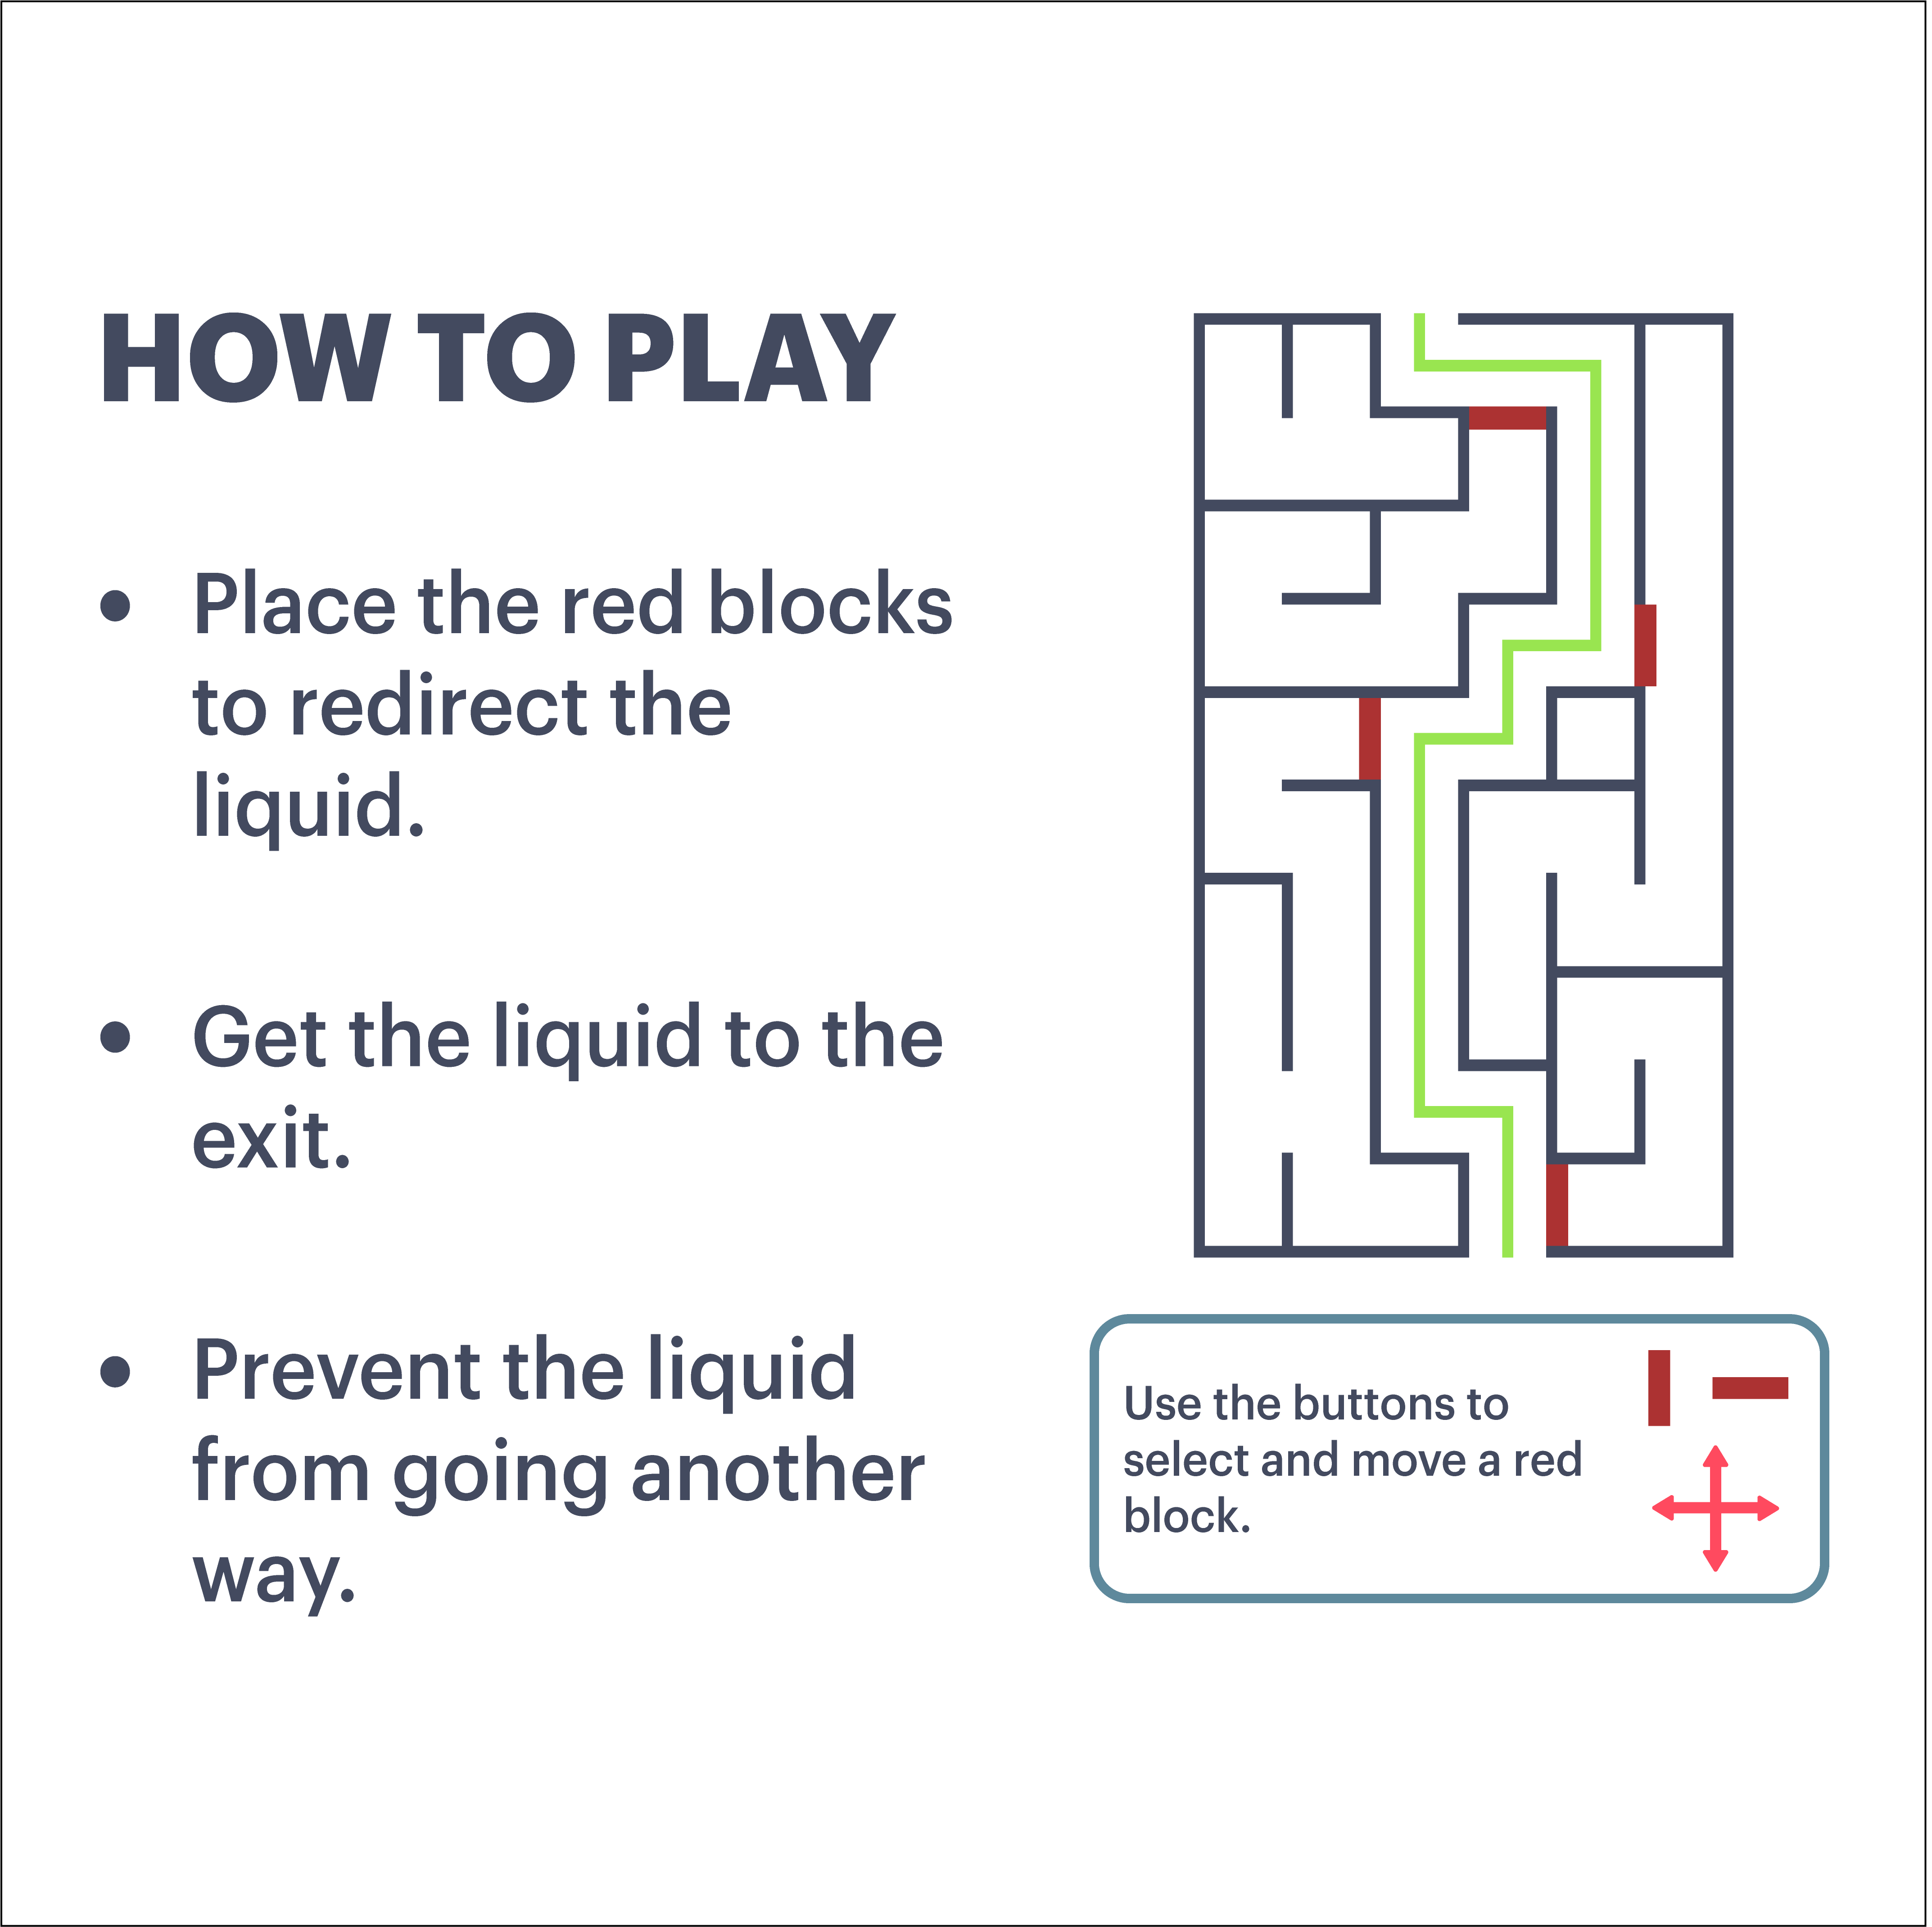 HOW TO PLAY
• Place the red blocks
to redirect the
liquid.
• Get the liquid to the
exit.
• Prevent the liquid
from going another
way.
Use the buttons to
select and move a red
block.